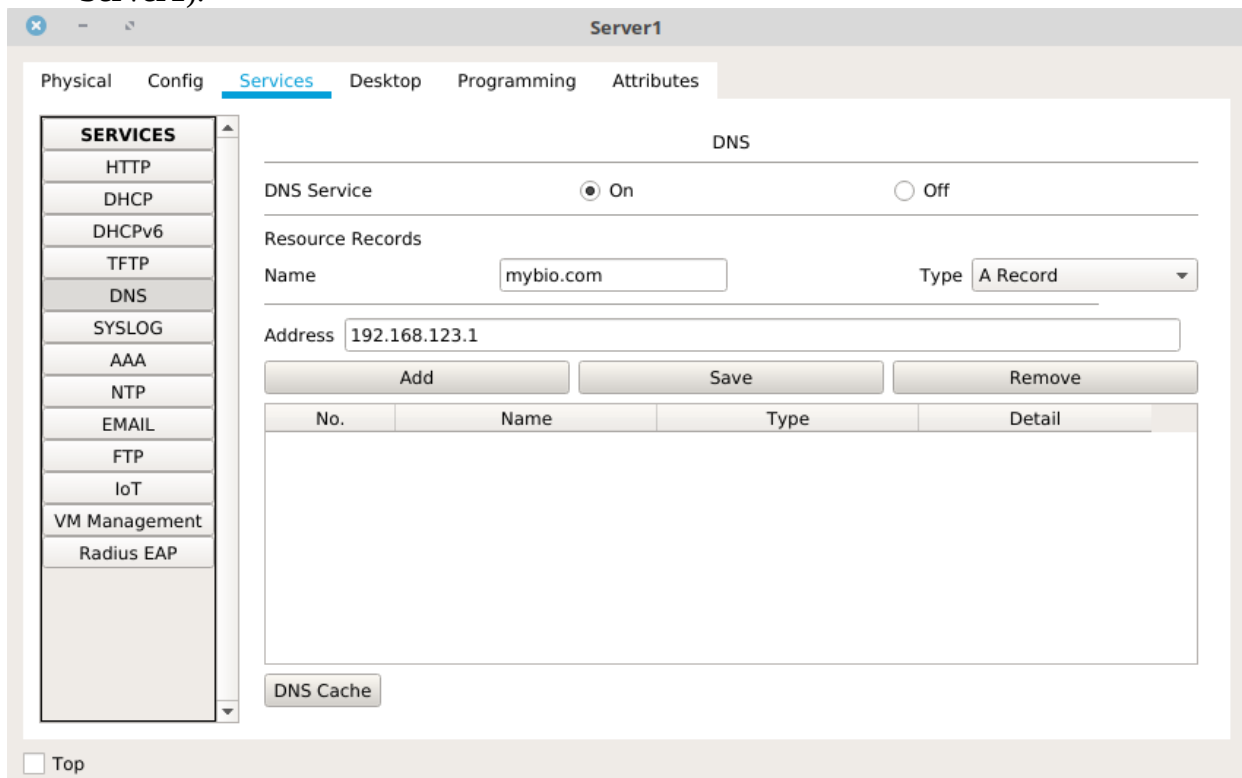 Server1).
Server1
Physical Config Services Desktop Programming Attributes
SERVICES
HTTP
DHCP
DHCPv6
TFTP
DNS
SYSLOG
AAA
NTP
EMAIL
FTP
IoT
VM Management
Radius EAP
DNS
DNS Service On Off
Resource Records
Name mybio.com Type A Record
Address 192.168.123.1
Add Save Remove
No. Name Type Detail
DNS Cache
Top